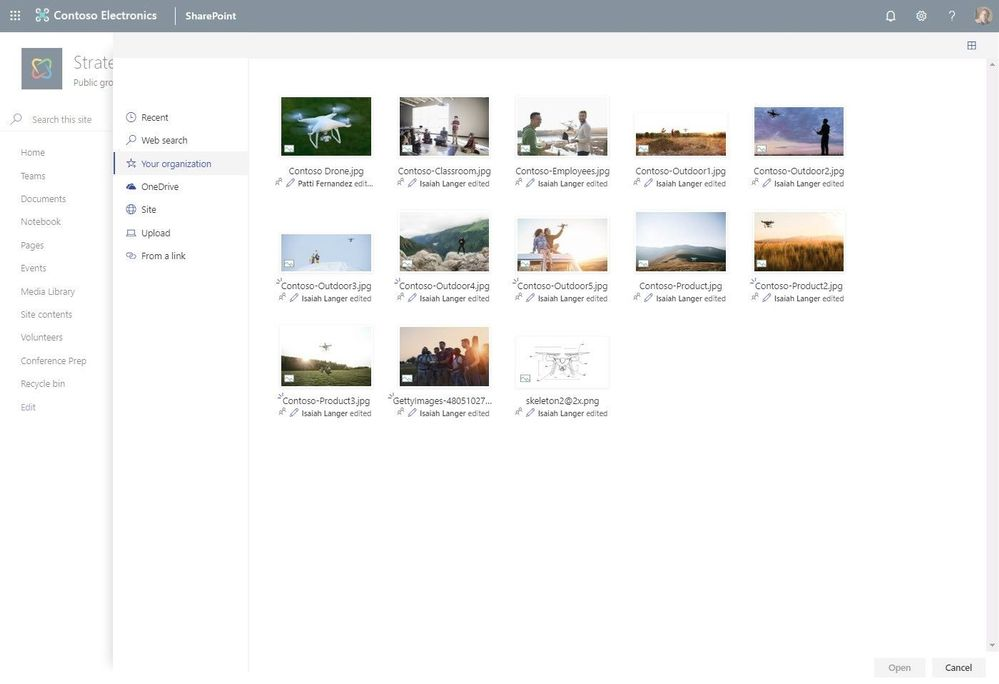 Contoso Electronics
SharePoint
?
Strate
Public gro
Search this site
Home
Teams
Documents
Notebook
Pages
Events
Media Library
Site contents
Volunteers
Conference Prep
Recycle bin
Edit
Recent
Web search
Your organization
OneDrive
Site
Upload
From a link
Contoso Drone.jpg
Patti Fernandez edit...
Contoso-Classroom.jpg
Isaiah Langer edited
Contoso-Employees.jpg
Isaiah Langer edited
Contoso-Outdoor1.jpg
Isaiah Langer edited
Contoso-Outdoor2.jpg
Isaiah Langer edited
Contoso-Outdoor3.jpg
Isaiah Langer edited
Contoso-Outdoor4.jpg
Isaiah Langer edited
Contoso-Outdoor5.jpg
Isaiah Langer edited
Contoso-Product.jpg
Isaiah Langer edited
Contoso-Product2.jpg
Isaiah Langer edited
Contoso-Product3.jpg
Isaiah Langer edited
GettyImages-48051027...
Isaiah Langer edited
skeleton2@2x.png
Isaiah Langer edited
Open
Cancel